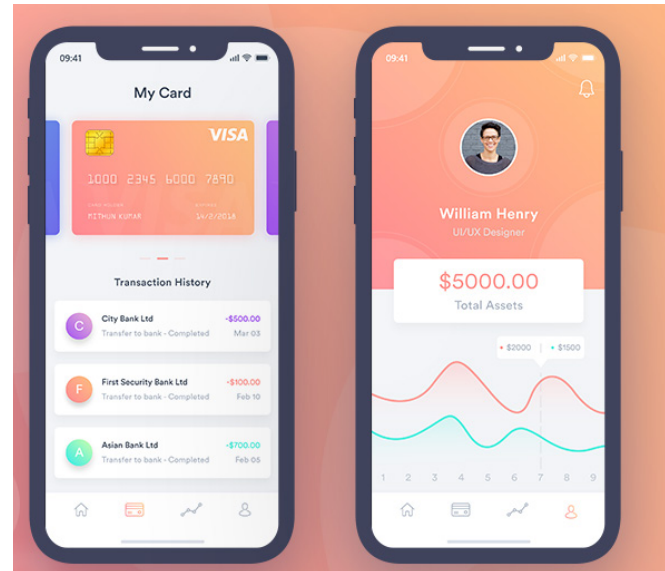 09:41
My Card
VISA
1000 2345 6000 7890
CARD HOLDER
EXPIRES
MITHUN KUMAR
14/2/2018
Transaction History
C
City Bank Ltd
-$500.00
Transfer to bank - Completed
Mar 03
F
First Security Bank Ltd
-$100.00
Transfer to bank - Completed
Feb 10
A
Asian Bank Ltd
-$700.00
Transfer to bank - Completed
Feb 05
09:41
William Henry
UI/UX Designer
$5000.00
Total Assets
$2000
$1500
1 2 3 4 5 6 7 8 9